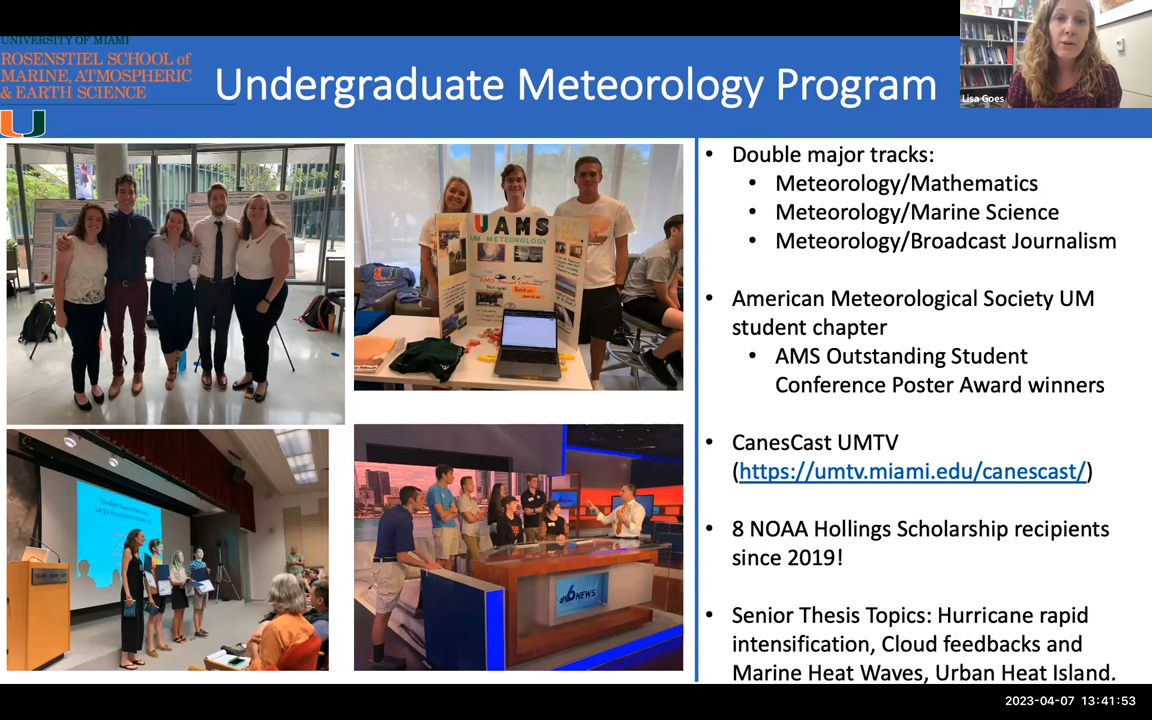 UNIVERSITY OF MIAMI
ROSENSTIEL SCHOOL of
MARINE, ATMOSPHERIC
& EARTH SCIENCE
Undergraduate Meteorology Program
Lisa Goes
UAMS
UM METEOROLOGY
6 NEWS
• Double major tracks:
• Meteorology/Mathematics
• Meteorology/Marine Science
• Meteorology/Broadcast Journalism
• American Meteorological Society UM
student chapter
• AMS Outstanding Student
Conference Poster Award winners
• CanesCast UMTV
(https://umtv.miami.edu/canescast/)
• 8 NOAA Hollings Scholarship recipients
since 2019!
• Senior Thesis Topics: Hurricane rapid
intensification, Cloud feedbacks and
Marine Heat Waves, Urban Heat Island.
2023-04-07 13:41:53